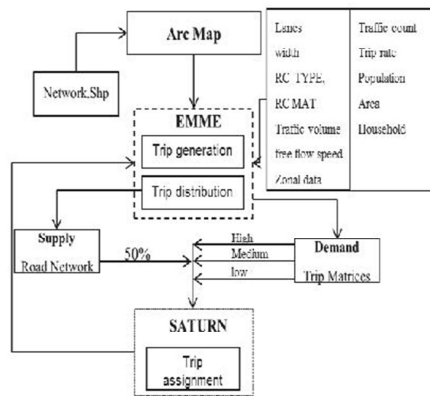 Arc Map
Network.Shp
EMME
Trip generation
Trip distribution
Lanes
width
RC TYPE,
RC MAT
Traffic volume
free flow speed
Zonal data
Traffic count
Trip rate
Population
Area
Household
Supply
Road Network
50%
High
Medium
low
Demand
Trip Matrices
SATURN
Trip
assignment